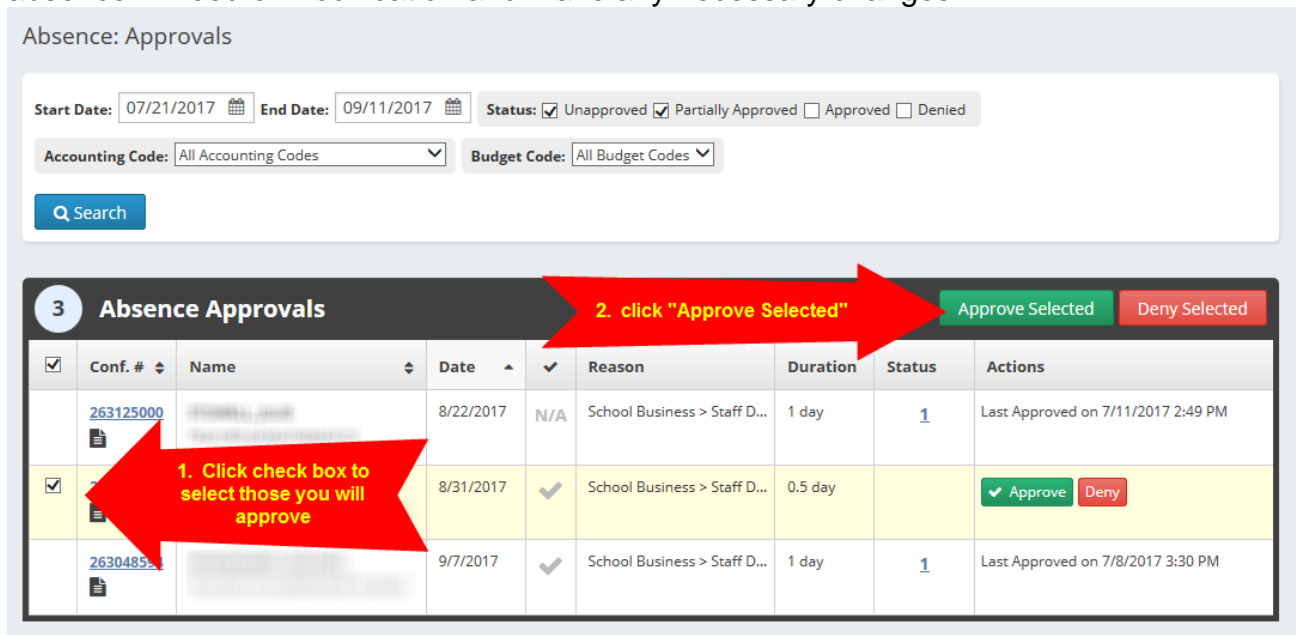 Absence: Approvals
Start Date: 07/21/2017 End Date: 09/11/2017 Status: Unapproved Partially Approved Approved Denied
Accounting Code: All Accounting Codes Budget Code: All Budget Codes
Search
3 Absence Approvals 2. click "Approve Selected" Approve Selected Deny Selected
Conf. # Name Date Reason Duration Status Actions
263125000 8/22/2017 N/A School Business > Staff D... 1 day 1 Last Approved on 7/11/2017 2:49 PM
1. Click check box to
select those you will
approve
8/31/2017 School Business > Staff D... 0.5 day Approve Deny
9/7/2017 School Business > Staff D... 1 day 1 Last Approved on 7/8/2017 3:30 PM